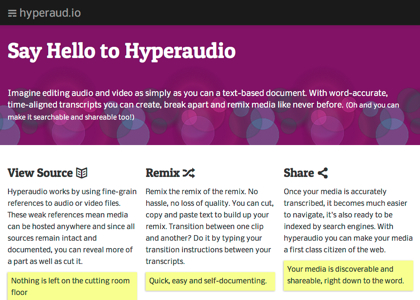 hyperaud.io
Say Hello to Hyperaudio
Imagine editing audio and video as simply as you can a text-based document. With word-accurate,
time-aligned transcripts you can create, break apart and remix media like never before. (Oh and you can
make it searchable and shareable too!)
View Source
Hyperaudio works by using fine-grain
references to audio or video files.
These weak references mean media
can be hosted anywhere and since all
sources remain intact and
documented, you can reveal more of
a part as well as cut it.
Nothing is left on the cutting room
floor
Remix
Remix the remix of the remix. No
hassle, no loss of quality. You can cut,
copy and paste text to build up your
remix. Transition between one clip
and another? Do it by typing your
transition instructions between your
transcripts.
Quick, easy and self-documenting.
Share
Once your media is accurately
transcribed, it becomes much easier
to navigate, it's also ready to be
indexed by search engines. With
hyperaudio you can make your media
a first class citizen of the web.
Your media is discoverable and
shareable, right down to the word.